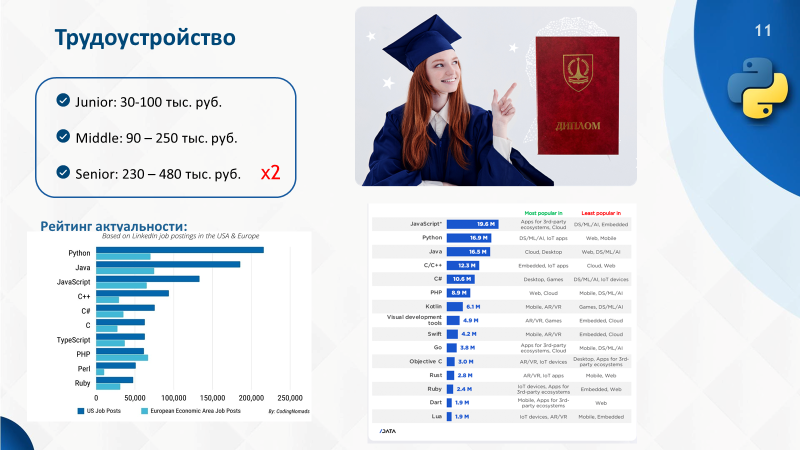 Трудоустройство
11
Junior: 30-100 тыс. руб.
Middle: 90 – 250 тыс. руб.
Senior: 230 – 480 тыс. руб.
x2
ДИПЛОМ
Рейтинг актуальности:
Based on LinkedIn job postings in the USA & Europe
Python
Java
JavaScript
C++
C#
C
TypeScript
PHP
Perl
Ruby
0 50,000 100,000 150,000 200,000 250,000
US Job Posts European Economic Area Job Posts By: CodingNomads
Most popular in Least popular in
JavaScript* 19.6 M Apps for 3rd-party ecosystems, Cloud DS/ML/AI, Embedded
Python 16.9 M DS/ML/AI, IoT apps Web, Mobile
Java 16.5 M Cloud, Desktop Web, DS/ML/AI
C/C++ 12.3 M Embedded, IoT apps Cloud, Web
C# 10.6 M Desktop, Games DS/ML/AI, IoT devices
PHP 8.9 M Web, Cloud Mobile, DS/ML/AI
Kotlin 6.1 M Mobile, AR/VR Games, DS/ML/AI
Visual development tools 4.9 M AR/VR, Games Embedded, Cloud
Swift 4.2 M Mobile, AR/VR Embedded, Cloud
Go 3.8 M Apps for 3rd-party ecosystems, Cloud Mobile, DS/ML/AI
Objective C 3.0 M AR/VR, IoT devices Desktop, Apps for 3rd-party ecosystems
Rust 2.8 M AR/VR, IoT apps Mobile, Web
Ruby 2.4 M IoT devices, Apps for 3rd-party ecosystems Embedded, Web
Dart 1.9 M Mobile, Apps for 3rd-party ecosystems Web
Lua 1.9 M IoT devices, AR/VR Mobile, Embedded
/DATA